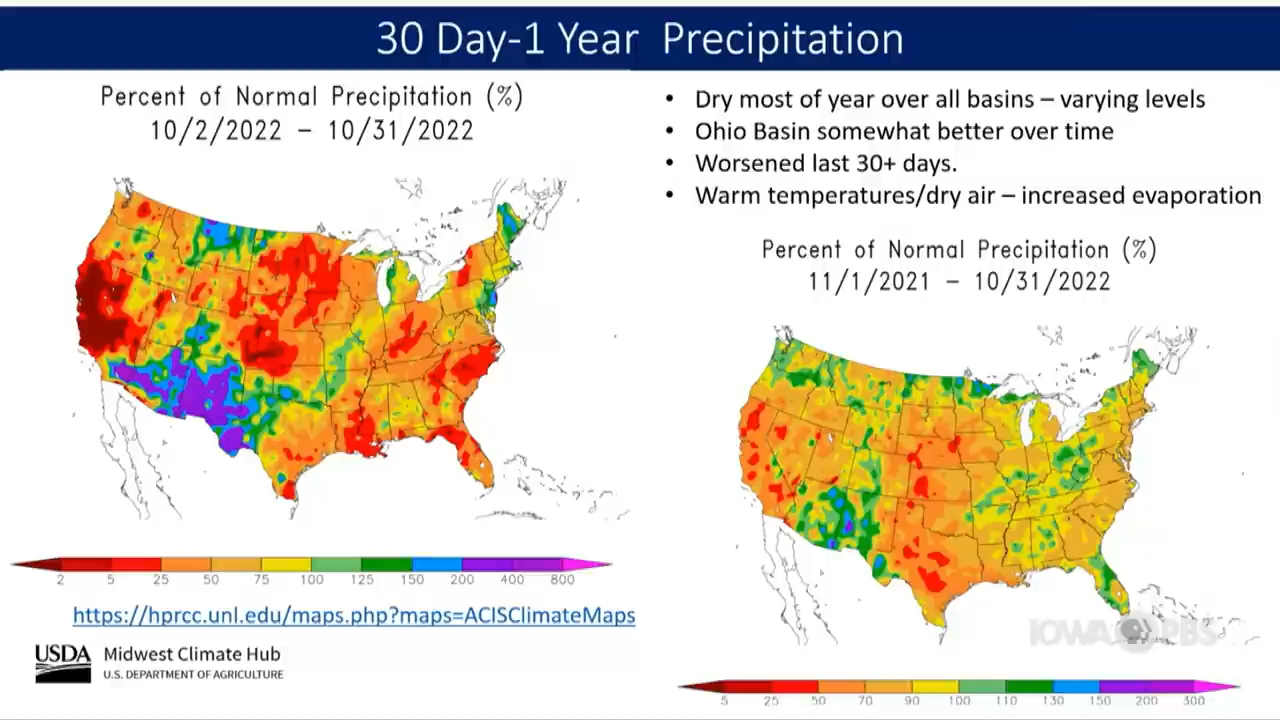 30 Day-1 Year Precipitation
Percent of Normal Precipitation (%)
10/2/2022 – 10/31/2022
• Dry most of year over all basins – varying levels
• Ohio Basin somewhat better over time
• Worsened last 30+ days.
• Warm temperatures/dry air – increased evaporation
Percent of Normal Precipitation (%)
11/1/2021 – 10/31/2022
2 5 25 50 75 100 125 150 200 400 800
https://hprcc.unl.edu/maps.php?maps=ACISClimateMaps
USDA Midwest Climate Hub
U.S. DEPARTMENT OF AGRICULTURE
IOWA PBS
5 25 50 70 90 100 110 130 150 200 300